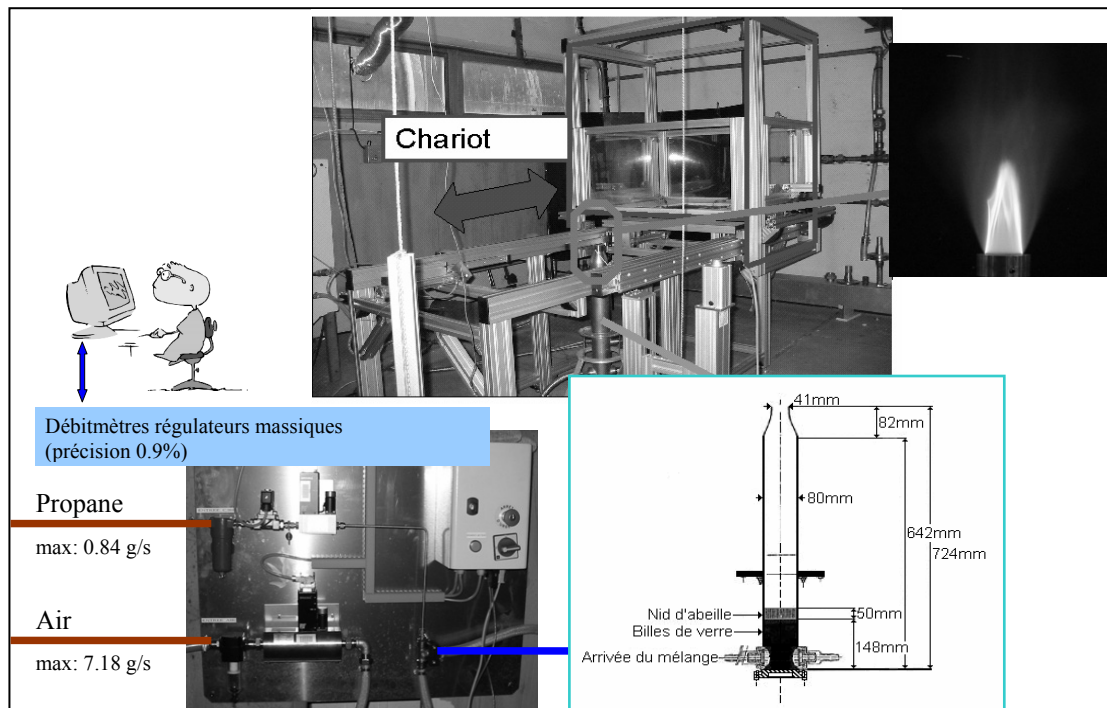 Chariot
Débitmètres régulateurs massiques
(précision 0.9%)
Propane
max: 0.84 g/s
Air
max: 7.18 g/s
41mm
82mm
80mm
642mm
724mm
Nid d'abeille
50mm
Billes de verre
Arrivée du mélange
148mm